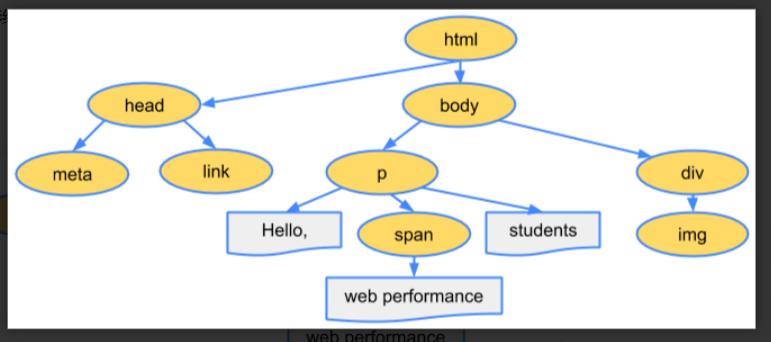 html
head
body
meta
link
p
div
Hello,
span
students
img
web performance
web performance